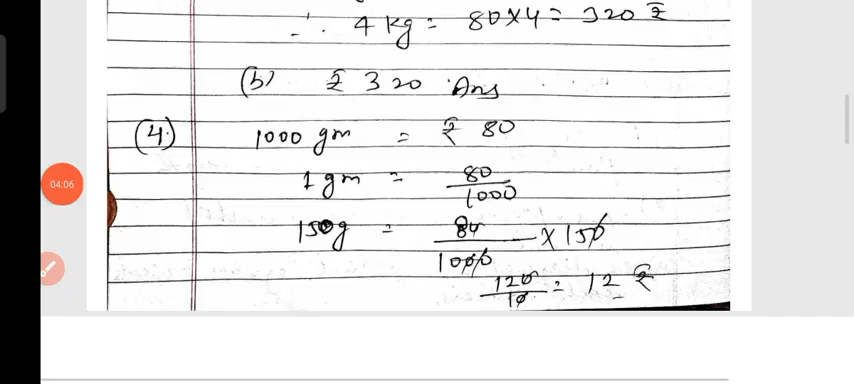 ∴ 4 kg = 80×4 = 320 ₹
(b) ₹ 320 Ans
(4.) 1000 gm = ₹ 80
1 gm = 80/1000
04:06
150g = 80/1000 × 150
120/10 = 12 ₹